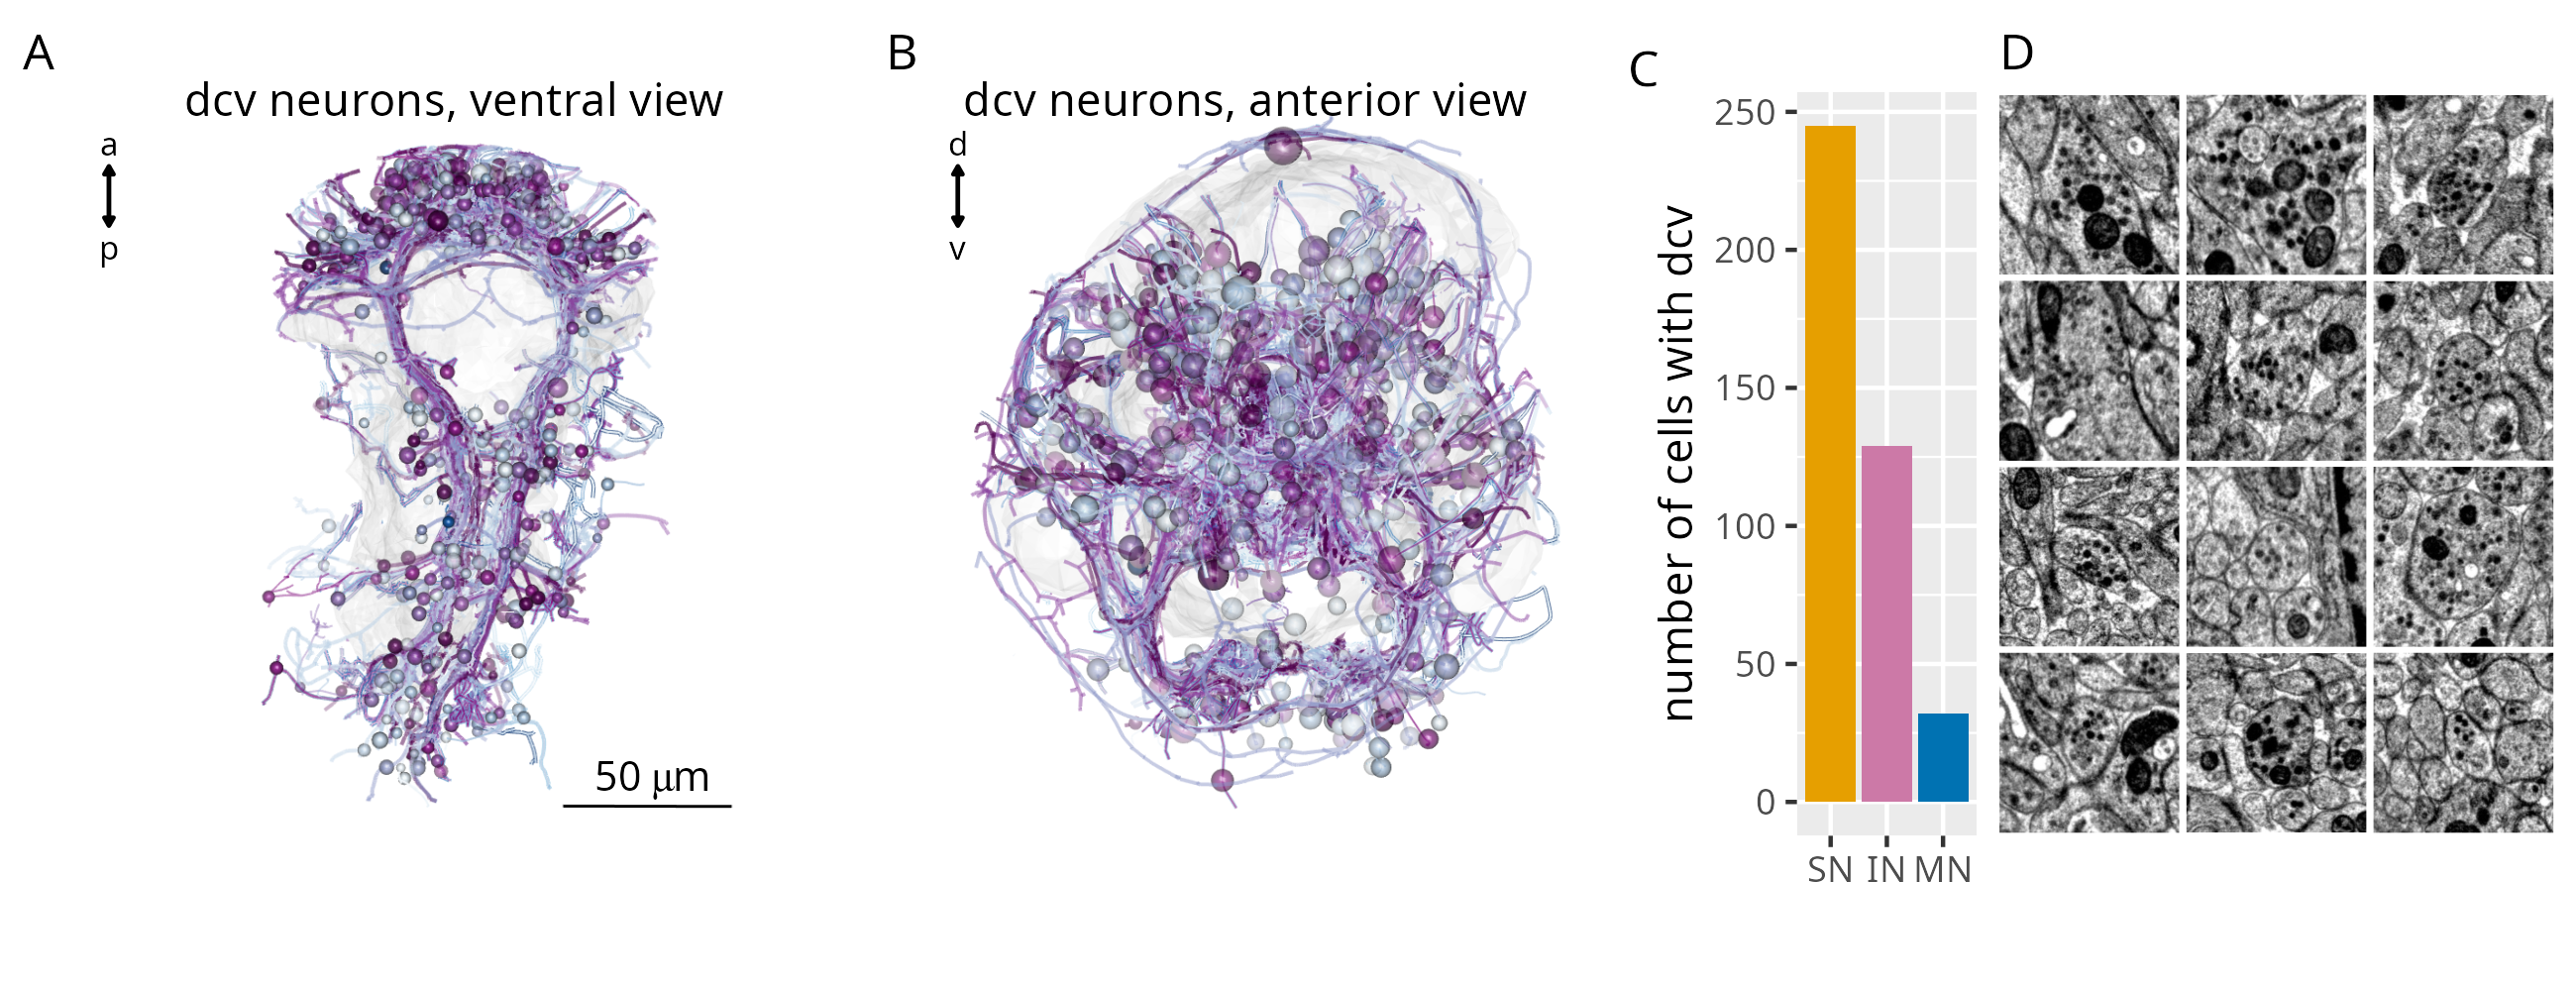 A
dcv neurons, ventral view
a
p
50 μm
B
dcv neurons, anterior view
d
v
C
number of cells with dcv
250
200
150
100
50
0
SN IN MN
D